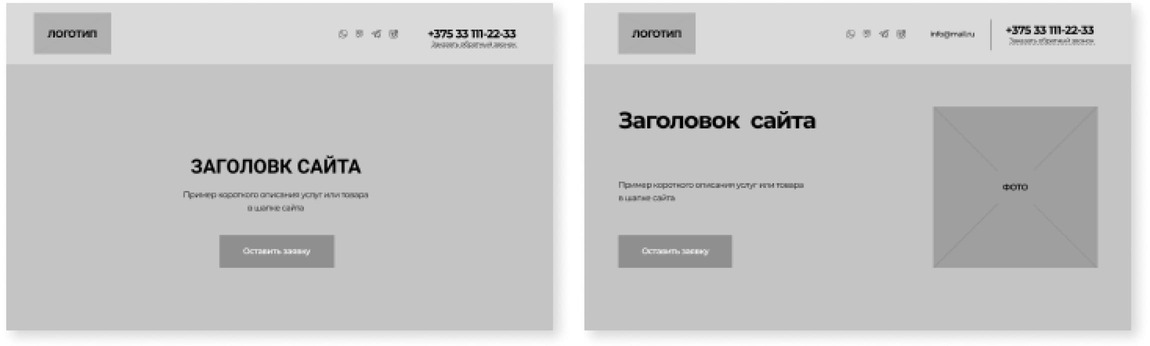 ЛОГОТИП
+375 33 111-22-33
Заказать обратный звонок
ЗАГОЛОВК САЙТА
Пример короткого описания услуг или товара
в шапке сайта
Оставить заявку
ЛОГОТИП
info@mail.ru
+375 33 111-22-33
Заказать обратный звонок
Заголовок сайта
Пример короткого описания услуг или товара
в шапке сайта
Оставить заявку
ФОТО